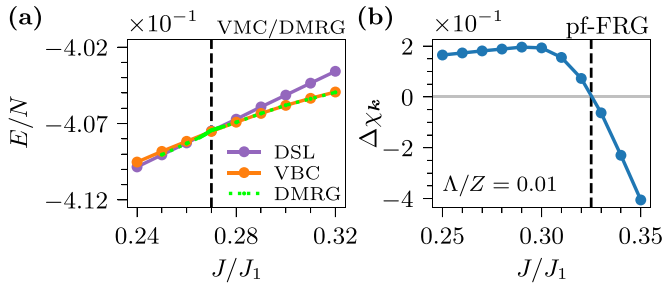 (a)
×10⁻¹
VMC/DMRG
E/N
−4.02
−4.07
−4.12
DSL
VBC
DMRG
0.24
0.28
0.32
J/J₁
(b)
×10⁻¹
pf-FRG
Δχₖ
2
0
−2
−4
Λ/Z = 0.01
0.25
0.30
0.35
J/J₁